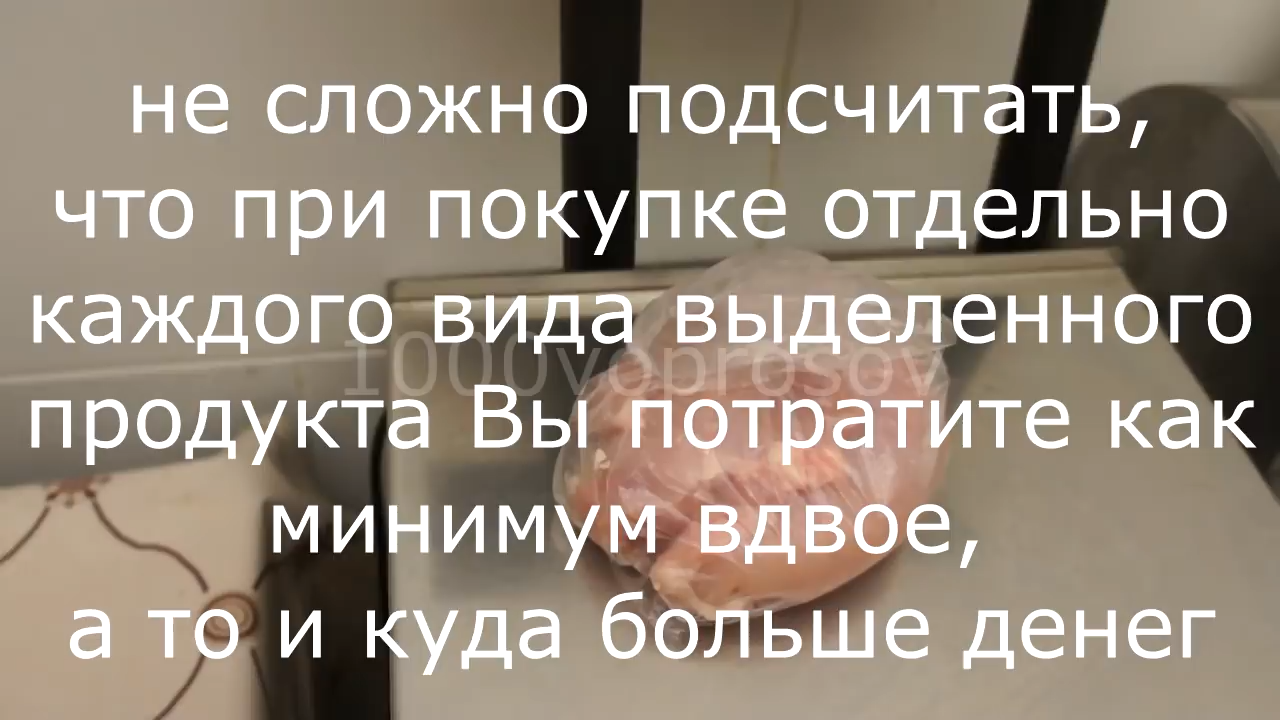 не сложно подсчитать,
что при покупке отдельно
каждого вида выделенного
1000voprosov
продукта Вы потратите как
минимум вдвое,
а то и куда больше денег